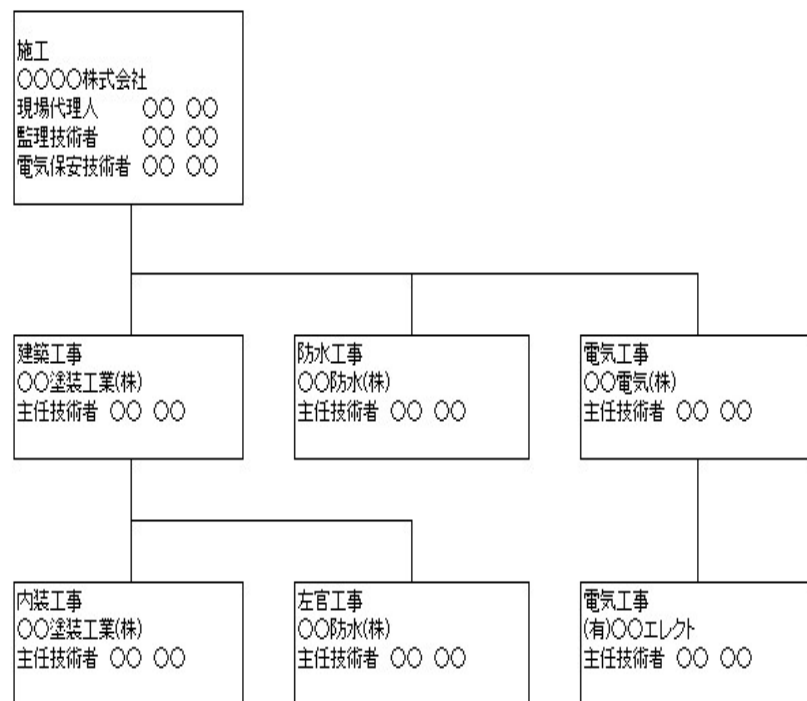 施工
○○○○株式会社
現場代理人 ○○ ○○
監理技術者 ○○ ○○
電気保安技術者 ○○ ○○
建築工事
○○塗装工業(株)
主任技術者 ○○ ○○
防水工事
○○防水(株)
主任技術者 ○○ ○○
電気工事
○○電気(株)
主任技術者 ○○ ○○
内装工事
○○塗装工業(株)
主任技術者 ○○ ○○
左官工事
○○防水(株)
主任技術者 ○○ ○○
電気工事
(有)○○エレクト
主任技術者 ○○ ○○